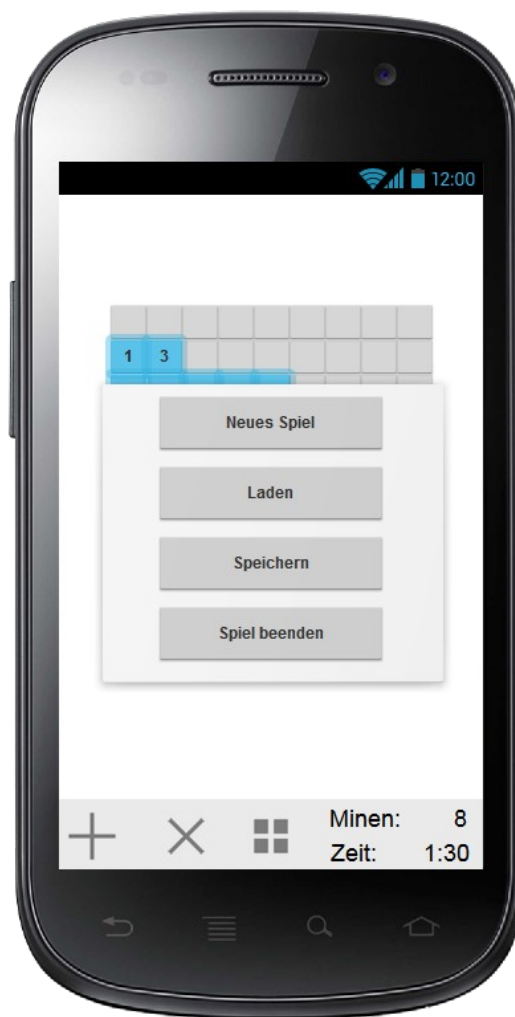 12:00
1 3
Neues Spiel
Laden
Speichern
Spiel beenden
Minen: 8
Zeit: 1:30